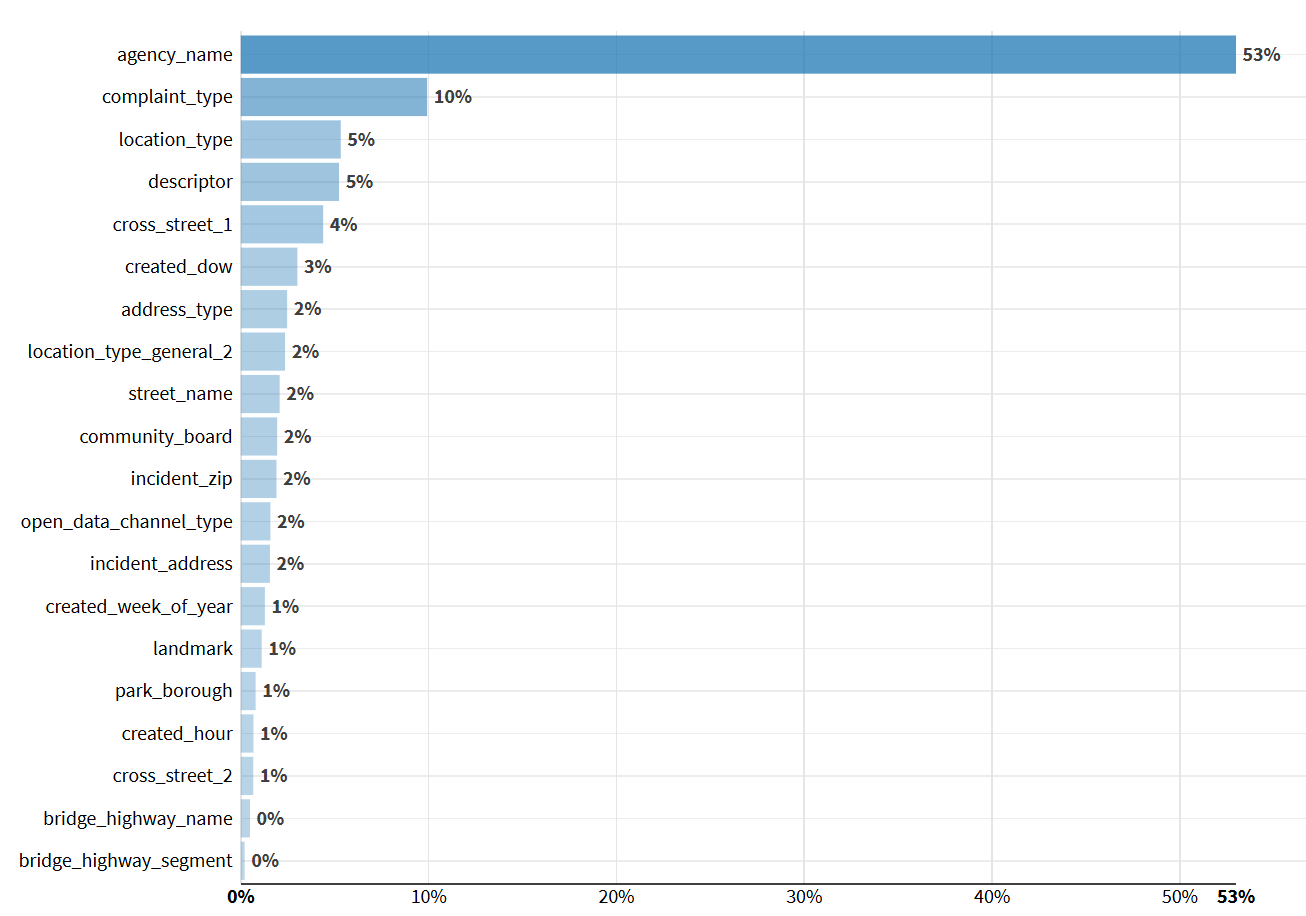 agency_name 53%
complaint_type 10%
location_type 5%
descriptor 5%
cross_street_1 4%
created_dow 3%
address_type 2%
location_type_general_2 2%
street_name 2%
community_board 2%
incident_zip 2%
open_data_channel_type 2%
incident_address 2%
created_week_of_year 1%
landmark 1%
park_borough 1%
created_hour 1%
cross_street_2 1%
bridge_highway_name 0%
bridge_highway_segment 0%
0% 10% 20% 30% 40% 50% 53%